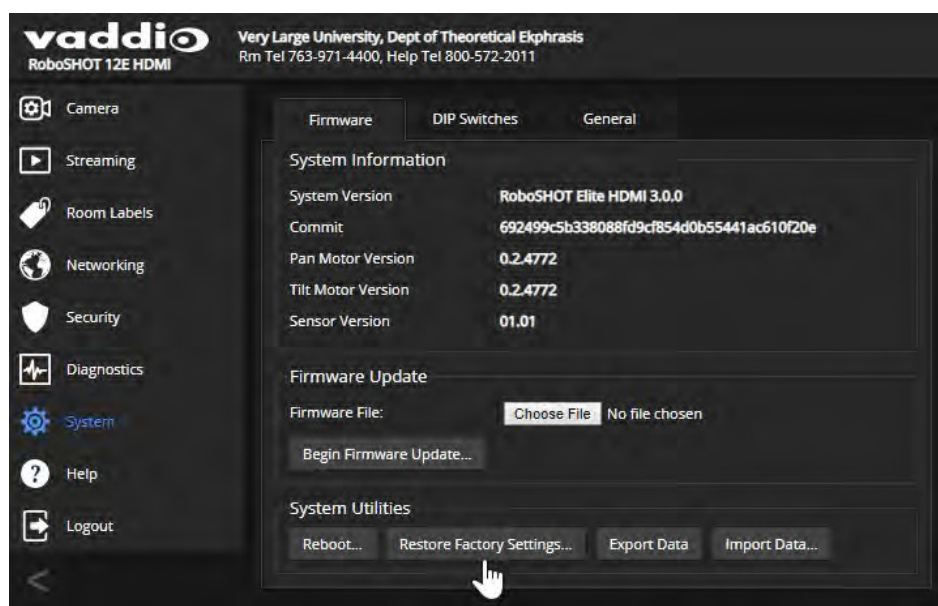 vaddio
RoboSHOT 12E HDMI
Very Large University, Dept of Theoretical Ekphrasis
Rm Tel 763-971-4400, Help Tel 800-572-2011
Camera
Streaming
Room Labels
Networking
Security
Diagnostics
System
Help
Logout
<
Firmware DIP Switches General
System Information
System Version RoboSHOT Elite HDMI 3.0.0
Commit 692499c5b338088fd9cf854d0b55441ac610f20e
Pan Motor Version 0.2.4772
Tilt Motor Version 0.2.4772
Sensor Version 01.01
Firmware Update
Firmware File: Choose File No file chosen
Begin Firmware Update...
System Utilities
Reboot... Restore Factory Settings... Export Data Import Data...